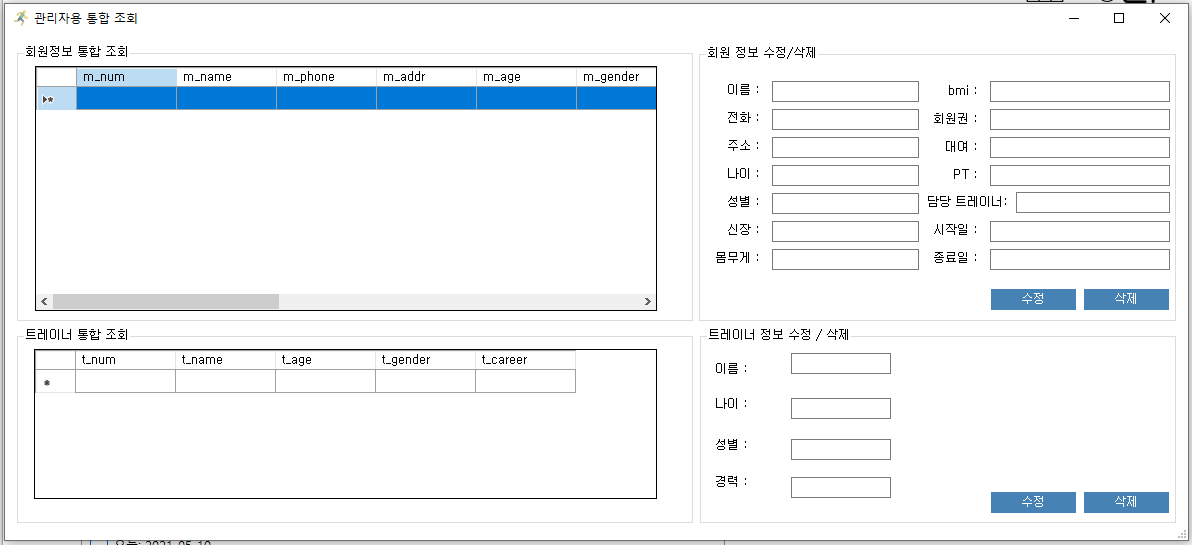 관리자용 통합 조회
회원정보 통합 조회
m_num m_name m_phone m_addr m_age m_gender
회원 정보 수정/삭제
이름 : bmi :
전화 : 회원권 :
주소 : 대여 :
나이 : PT :
성별 : 담당 트레이너:
신장 : 시작일 :
몸무게 : 종료일 :
수정 삭제
트레이너 통합 조회
t_num t_name t_age t_gender t_career
트레이너 정보 수정 / 삭제
이름 :
나이 :
성별 :
경력 :
수정 삭제